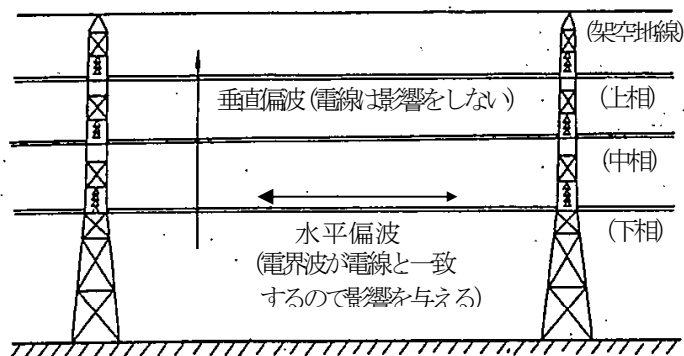 (架空地線)
垂直偏波(電線は影響をしない)
(上相)
(中相)
水平偏波
(下相)
(電界波が電線と一致
するので影響を与える)